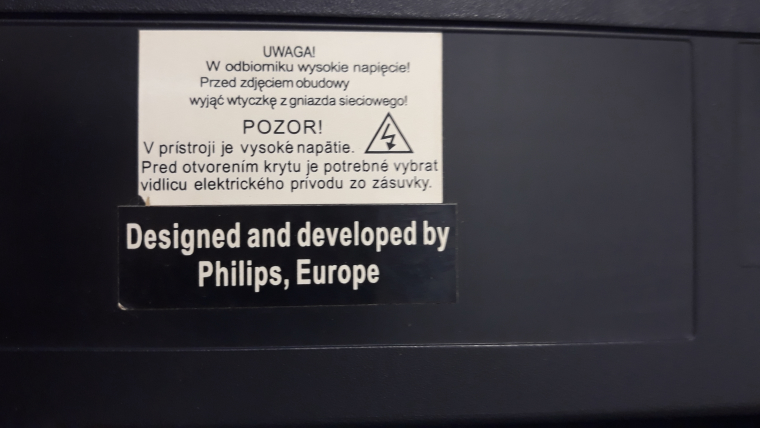 UWAGA!
W odbiorniku wysokie napięcie!
Przed zdjęciem obudowy
wyjąć wtyczkę z gniazda sieciowego!
POZOR!
V prístroji je vysoké napätie.
Pred otvorením krytu je potrebné vybrat
vidlicu elektrického prívodu zo zásuvky.
Designed and developed by
Philips, Europe